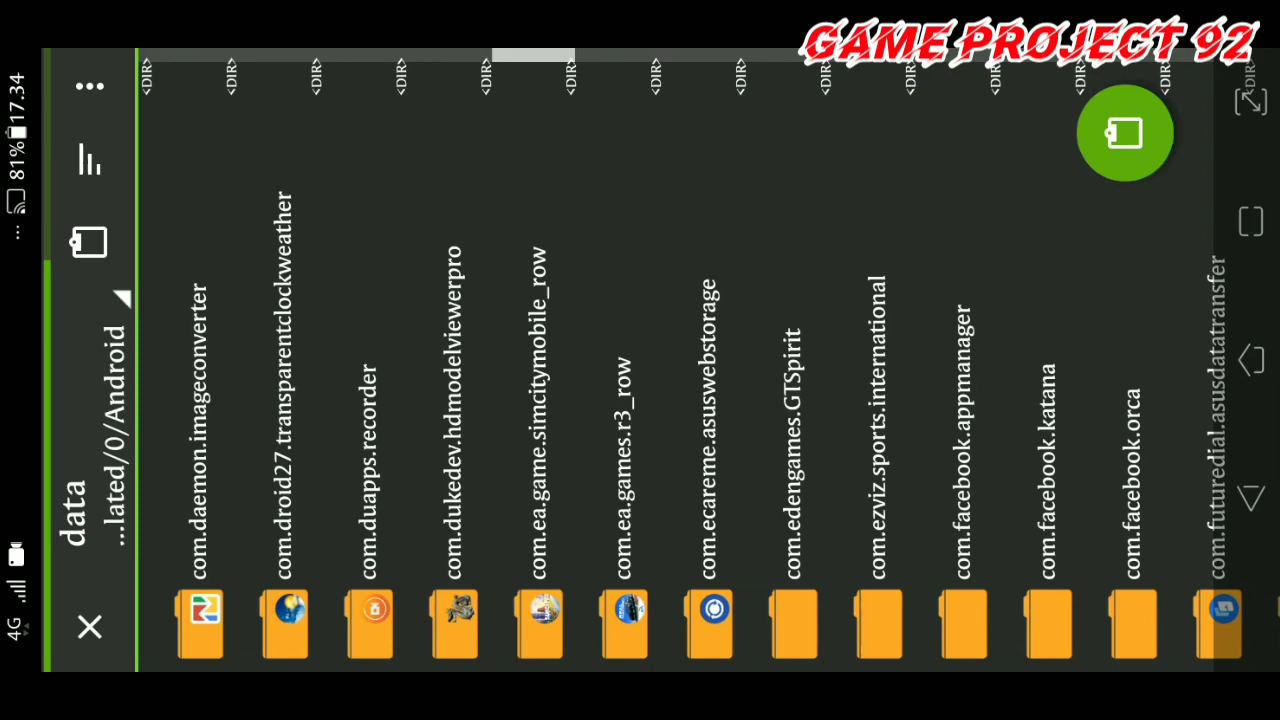 GAME PROJECT 92
4G
81%
17.34
data
...lated/0/Android
com.daemon.imageconverter
<DIR>
com.droid27.transparentclockweather
<DIR>
com.duapps.recorder
<DIR>
com.dukedev.hdmodelviewerpro
<DIR>
com.ea.game.simcitymobile_row
<DIR>
com.ea.games.r3_row
<DIR>
com.ecareme.asuswebstorage
<DIR>
com.edengames.GTSpirit
<DIR>
com.ezviz.sports.international
<DIR>
com.facebook.appmanager
<DIR>
com.facebook.katana
<DIR>
com.facebook.orca
<DIR>
com.futuredial.asusdatatransfer
<DIR>
<DIR>